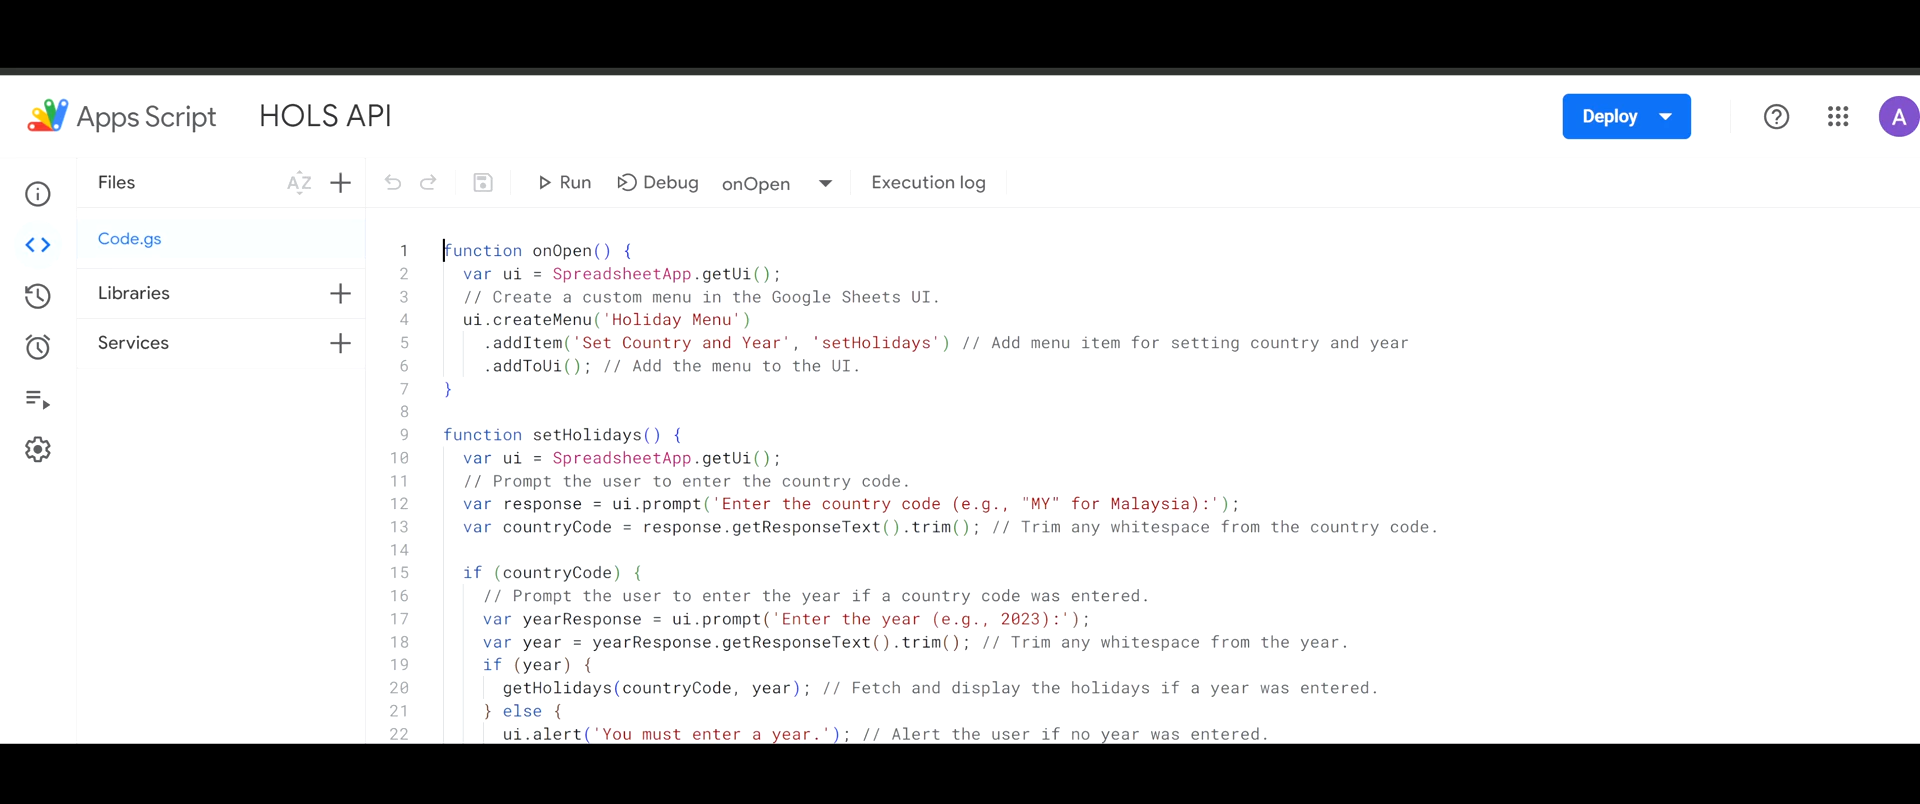 Apps Script
HOLS API
Deploy
A
Files
AZ
Run
Debug
onOpen
Execution log
Code.gs
Libraries
Services
1 function onOpen() {
2 var ui = SpreadsheetApp.getUi();
3 // Create a custom menu in the Google Sheets UI.
4 ui.createMenu('Holiday Menu')
5 .addItem('Set Country and Year', 'setHolidays') // Add menu item for setting country and year
6 .addToUi(); // Add the menu to the UI.
7 }
8
9 function setHolidays() {
10 var ui = SpreadsheetApp.getUi();
11 // Prompt the user to enter the country code.
12 var response = ui.prompt('Enter the country code (e.g., "MY" for Malaysia):');
13 var countryCode = response.getResponseText().trim(); // Trim any whitespace from the country code.
14
15 if (countryCode) {
16 // Prompt the user to enter the year if a country code was entered.
17 var yearResponse = ui.prompt('Enter the year (e.g., 2023):');
18 var year = yearResponse.getResponseText().trim(); // Trim any whitespace from the year.
19 if (year) {
20 getHolidays(countryCode, year); // Fetch and display the holidays if a year was entered.
21 } else {
22 ui.alert('You must enter a year.'); // Alert the user if no year was entered.